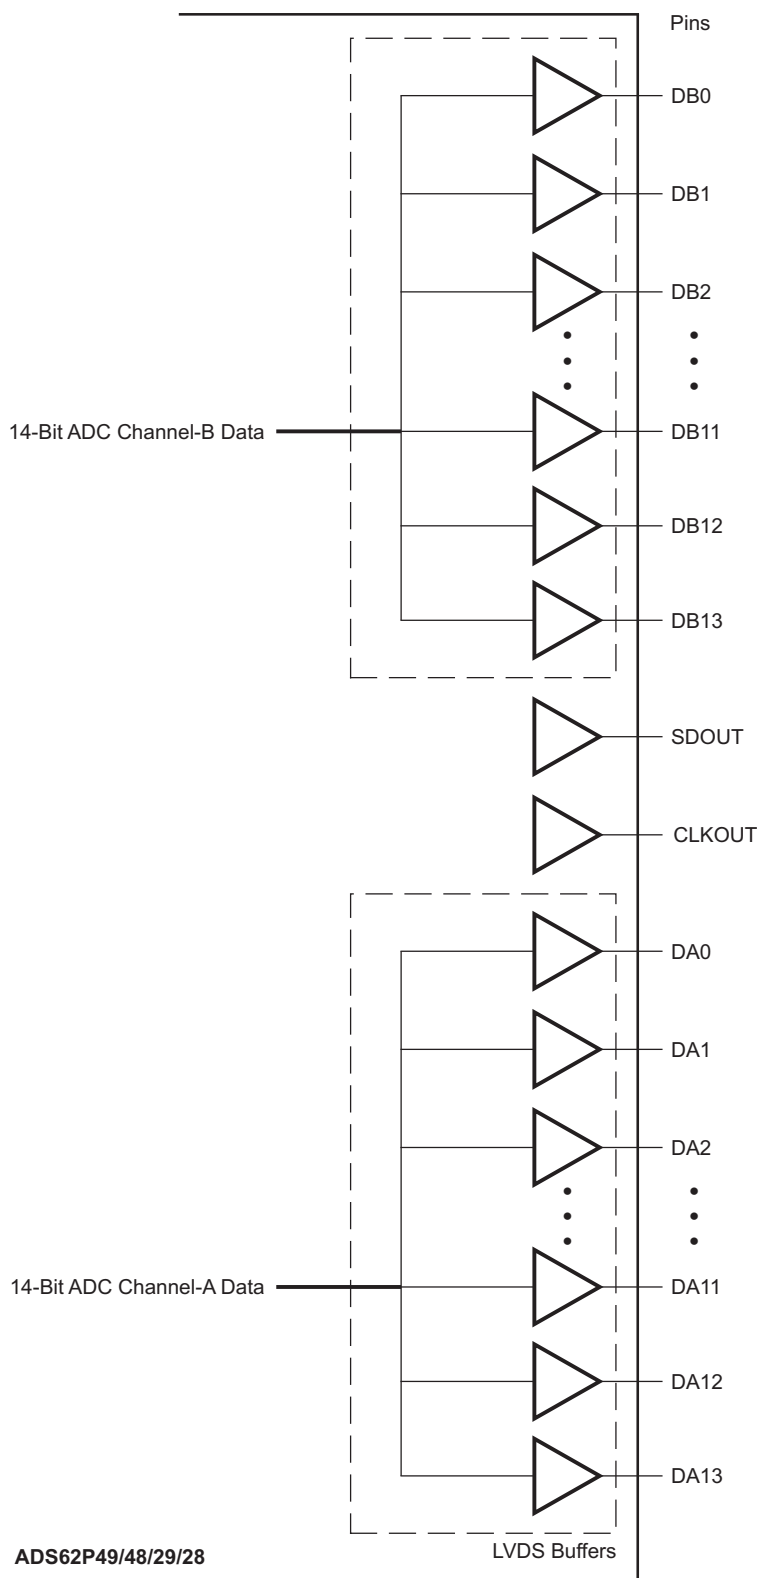 Pins
DB0
DB1
DB2
14-Bit ADC Channel-B Data
DB11
DB12
DB13
SDOUT
CLKOUT
DA0
DA1
DA2
14-Bit ADC Channel-A Data
DA11
DA12
DA13
LVDS Buffers
ADS62P49/48/29/28